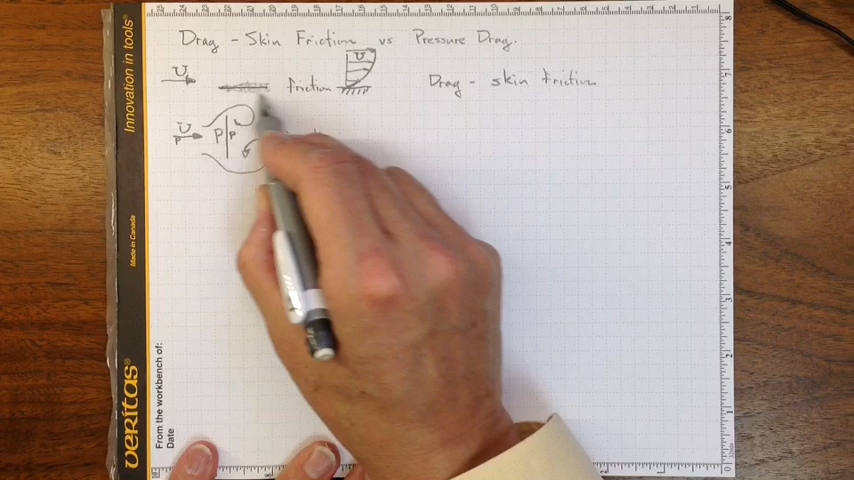 Drag - Skin Friction vs Pressure Drag.
U friction U Drag - skin friction
U
P P P
Innovation in tools®
Made in Canada
veritas®
From the workbench of:
Date